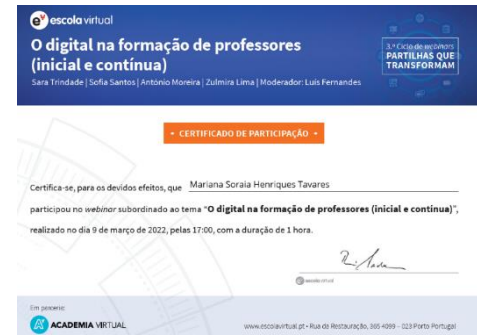 escola virtual
O digital na formação de professores
(inicial e contínua)
Sara Trindade | Sofia Santos | António Moreira | Zulmira Lima | Moderador: Luís Fernandes
3.º Ciclo de webinars
PARTILHAS QUE
TRANSFORMAM
CERTIFICADO DE PARTICIPAÇÃO
Certifica-se, para os devidos efeitos, que Mariana Soraia Henriques Tavares
participou no webinar subordinado ao tema "O digital na formação de professores (inicial e contínua)",
realizado no dia 9 de março de 2022, pelas 17:00, com a duração de 1 hora.
escola virtual
Em parceria:
ACADEMIA VIRTUAL
www.escolavirtual.pt • Rua da Restauração, 365 4099 - 023 Porto Portugal